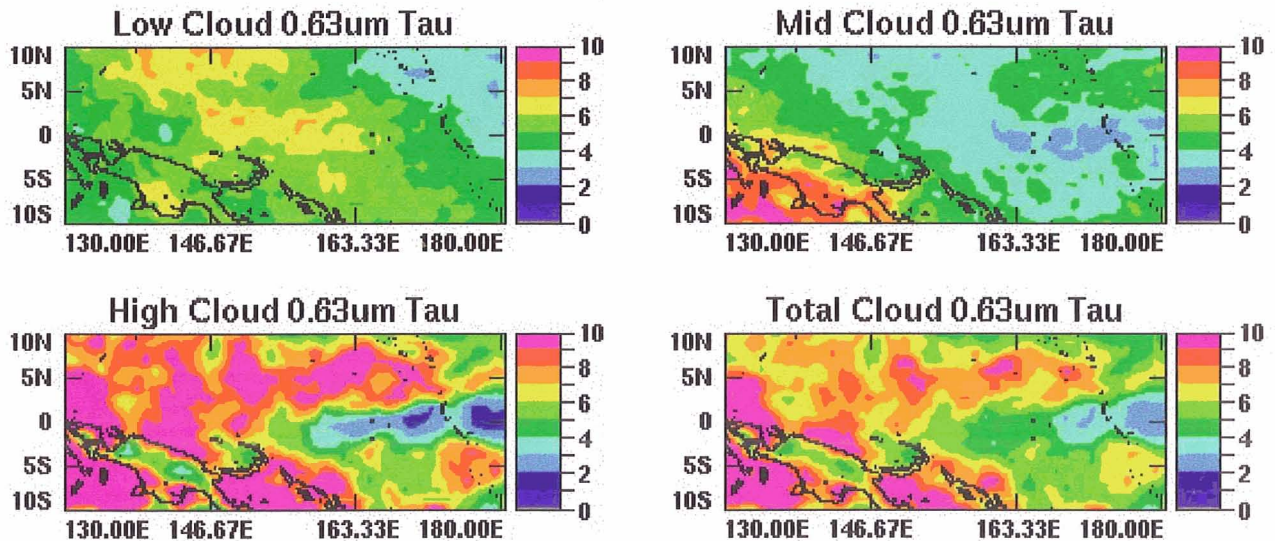 Low Cloud 0.63um Tau
10N
5N
0
5S
10S
130.00E 146.67E 163.33E 180.00E
10
8
6
4
2
0
Mid Cloud 0.63um Tau
10N
5N
0
5S
10S
130.00E 146.67E 163.33E 180.00E
10
8
6
4
2
0
High Cloud 0.63um Tau
10N
5N
0
5S
10S
130.00E 146.67E 163.33E 180.00E
10
8
6
4
2
0
Total Cloud 0.63um Tau
10N
5N
0
5S
10S
130.00E 146.67E 163.33E 180.00E
10
8
6
4
2
0